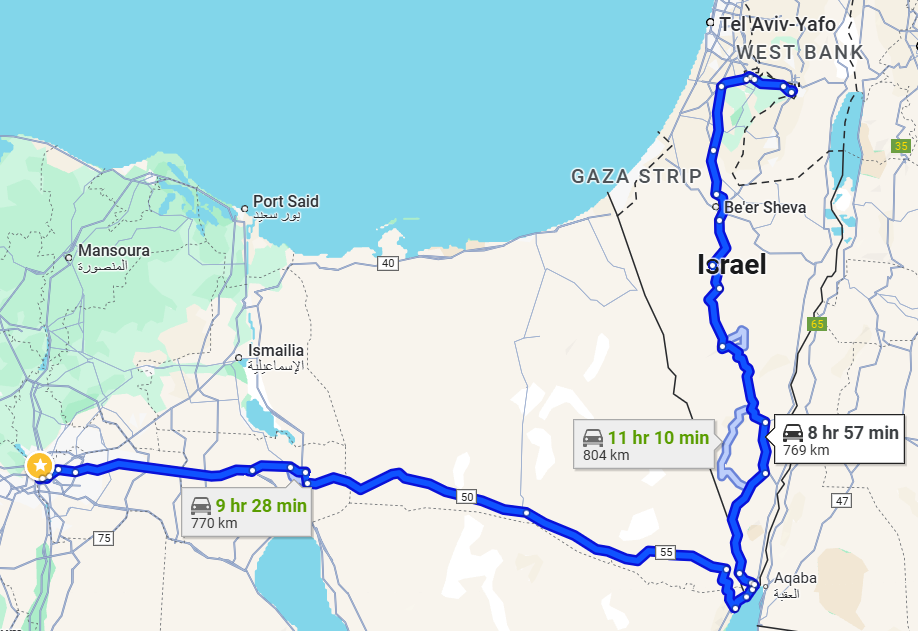 Tel Aviv-Yafo
WEST BANK
35
GAZA STRIP
Port Said
بور سعيد
Be'er Sheva
Mansoura
المنصورة
40
Israel
65
Ismailia
الإسماعيلية
11 hr 10 min
804 km
8 hr 57 min
769 km
9 hr 28 min
770 km
50
47
75
55
Aqaba
العقبة